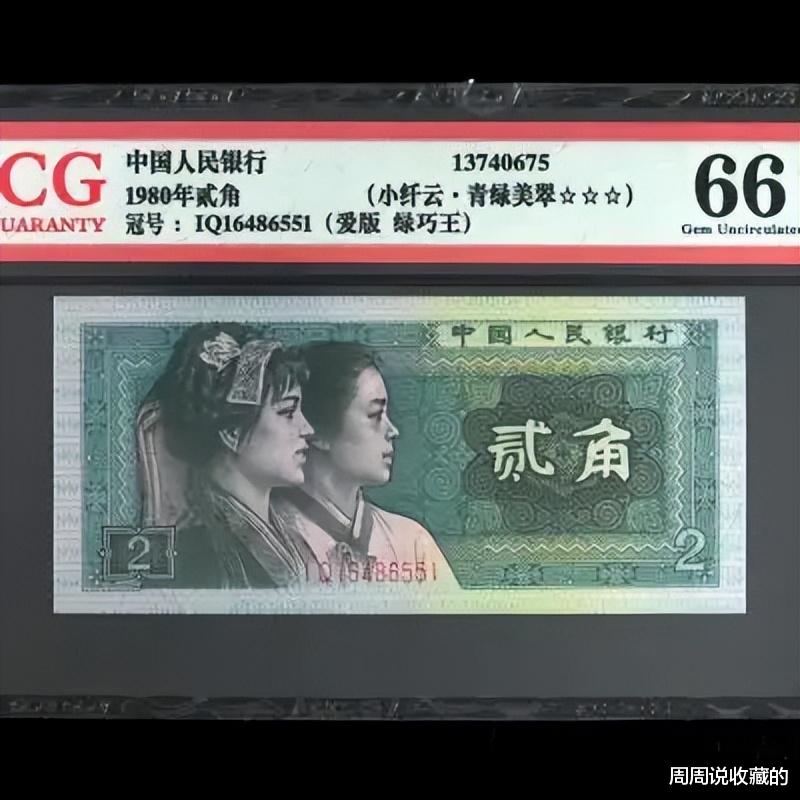 CG
UARANTY
中国人民银行 13740675
1980年贰角 （小纤云·青绿美翠☆☆☆）
冠号：IQ16486551（爱版 绿巧王）
66
Gem Uncirculated
中国人民银行
贰角
2
2
IQ16486551
周周说收藏的